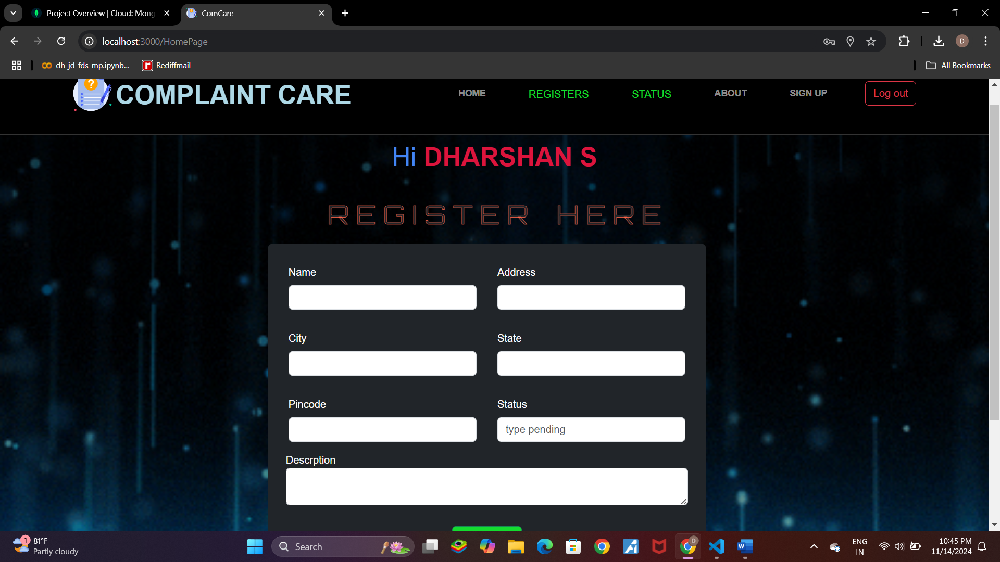 Project Overview | Cloud: Mong
ComCare
localhost:3000/HomePage
D
dh_jd_fds_mp.ipynb...
Rediffmail
All Bookmarks
COMPLAINT CARE
HOME
REGISTERS
STATUS
ABOUT
SIGN UP
Log out
Hi DHARSHAN S
REGISTER HERE
Name
Address
City
State
Pincode
Status
type pending
Descrption
1
81°F
Partly cloudy
Search
D
ENG
IN
10:45 PM
11/14/2024